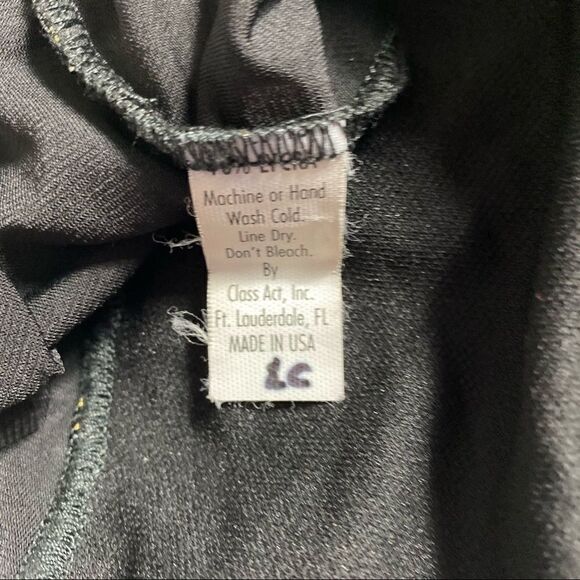 Machine or Hand
Wash Cold.
Line Dry.
Don't Bleach.
By
Class Act, Inc.
Ft. Lauderdale, FL
MADE IN USA
LC